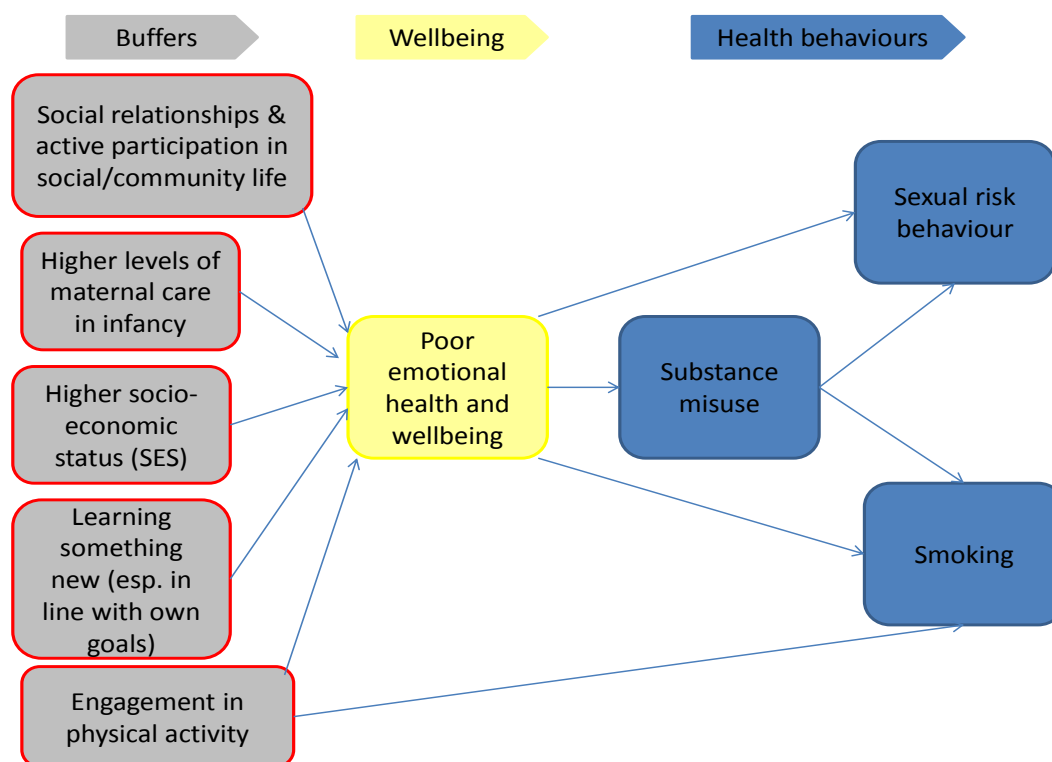 Buffers
Wellbeing
Health behaviours
Social relationships &
active participation in
social/community life
Higher levels of
maternal care
in infancy
Higher socio-
economic
status (SES)
Learning
something
new (esp. in
line with own
goals)
Engagement in
physical activity
Poor
emotional
health and
wellbeing
Substance
misuse
Sexual risk
behaviour
Smoking